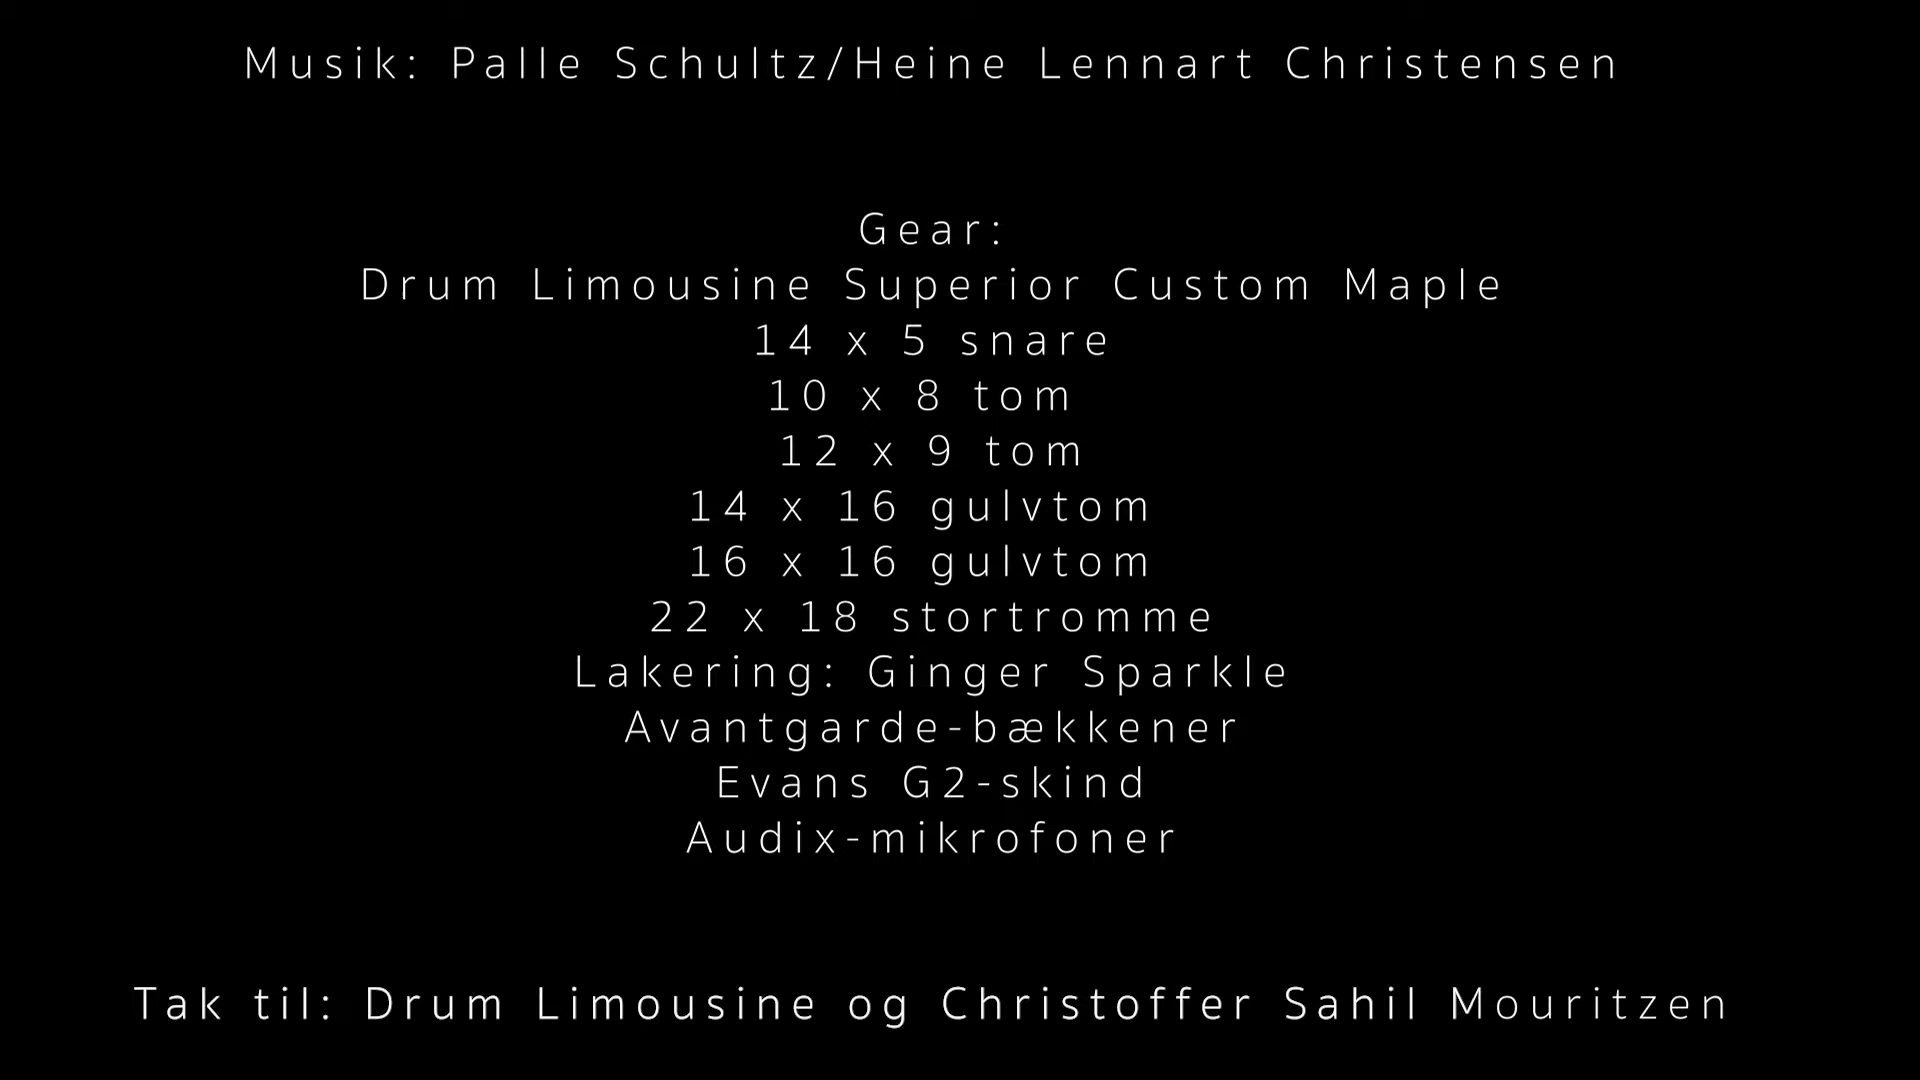 Musik: Palle Schultz/Heine Lennart Christensen
Gear:
Drum Limousine Superior Custom Maple
14 x 5 snare
10 x 8 tom
12 x 9 tom
14 x 16 gulvtom
16 x 16 gulvtom
22 x 18 stortromme
Lakering: Ginger Sparkle
Avantgarde-bækkener
Evans G2-skind
Audix-mikrofoner
Tak til: Drum Limousine og Christoffer Sahil Mouritzen